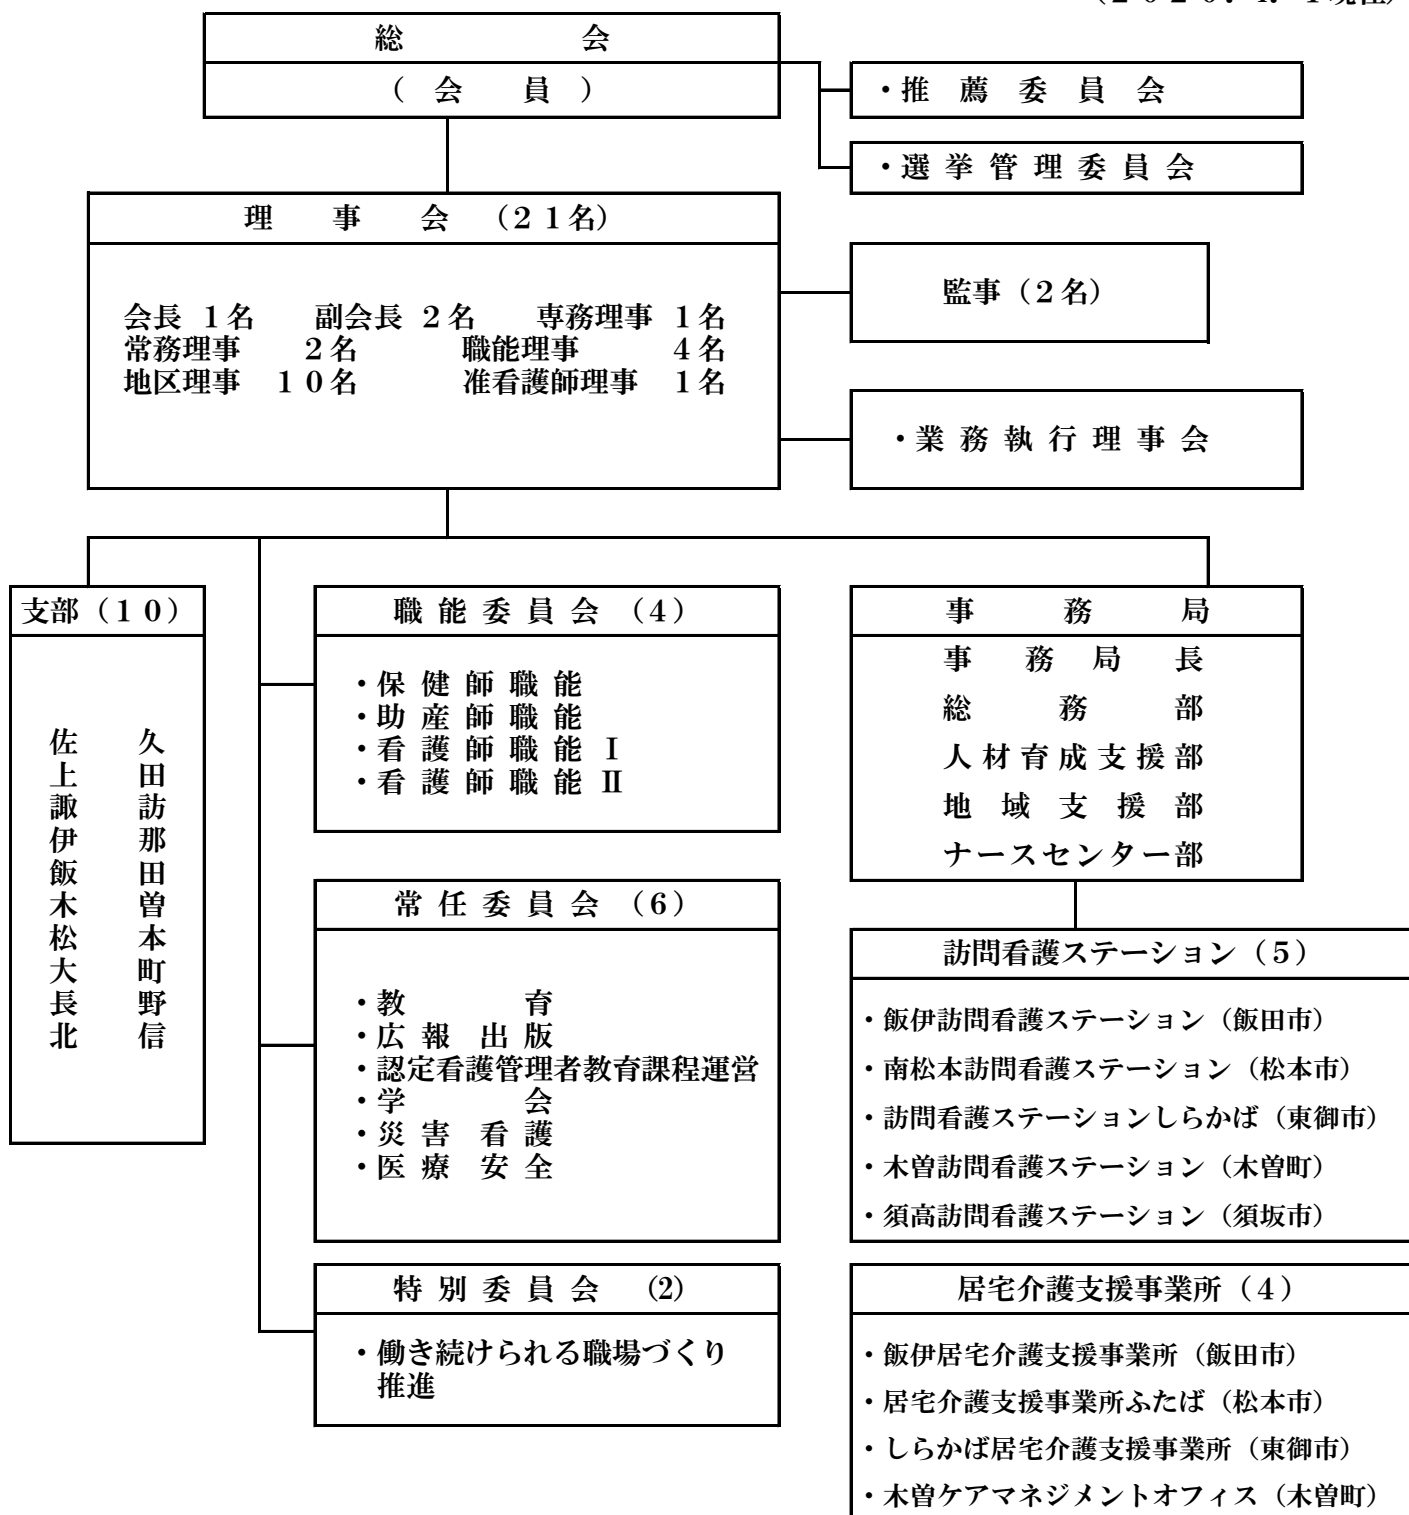 総会
（会員）
・推薦委員会
・選挙管理委員会
理事会（２１名）
会長 １名 副会長 ２名 専務理事 １名
常務理事 ２名 職能理事 ４名
地区理事 １０名 准看護師理事 １名
監事（２名）
・業務執行理事会
支部（１０）
佐久
上田
諏訪
伊那
飯田
木曽
松本
大町
長野
北信
職能委員会（４）
・保健師職能
・助産師職能
・看護師職能Ⅰ
・看護師職能Ⅱ
常任委員会（６）
・教育
・広報出版
・認定看護管理者教育課程運営
・学会
・災害看護
・医療安全
特別委員会 (2)
・働き続けられる職場づくり
推進
事務局
事務局長
総務部
人材育成支援部
地域支援部
ナースセンター部
訪問看護ステーション（５）
・飯伊訪問看護ステーション（飯田市）
・南松本訪問看護ステーション（松本市）
・訪問看護ステーションしらかば（東御市）
・木曽訪問看護ステーション（木曽町）
・須高訪問看護ステーション（須坂市）
居宅介護支援事業所（４）
・飯伊居宅介護支援事業所（飯田市）
・居宅介護支援事業所ふたば（松本市）
・しらかば居宅介護支援事業所（東御市）
・木曽ケアマネジメントオフィス（木曽町）